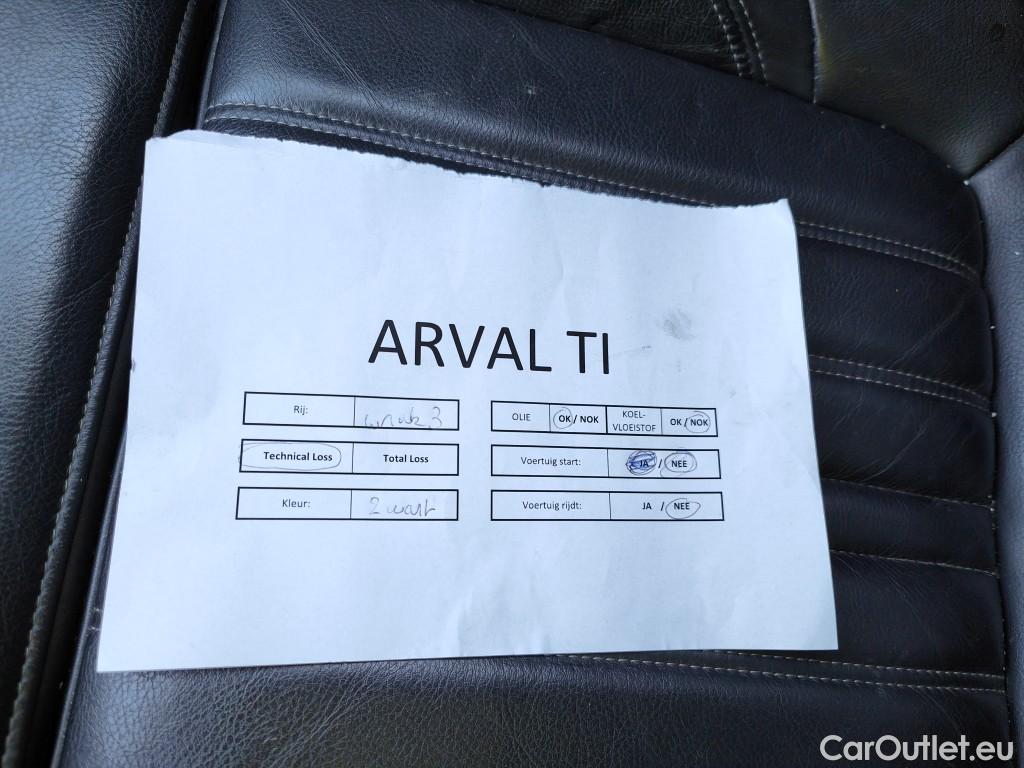 ARVAL TI
Rij:
OLIE OK / NOK KOEL-VLOEISTOF OK / NOK
Technical Loss Total Loss
Voertuig start: JA / NEE
Kleur: zwart
Voertuig rijdt: JA / NEE
CarOutlet.eu